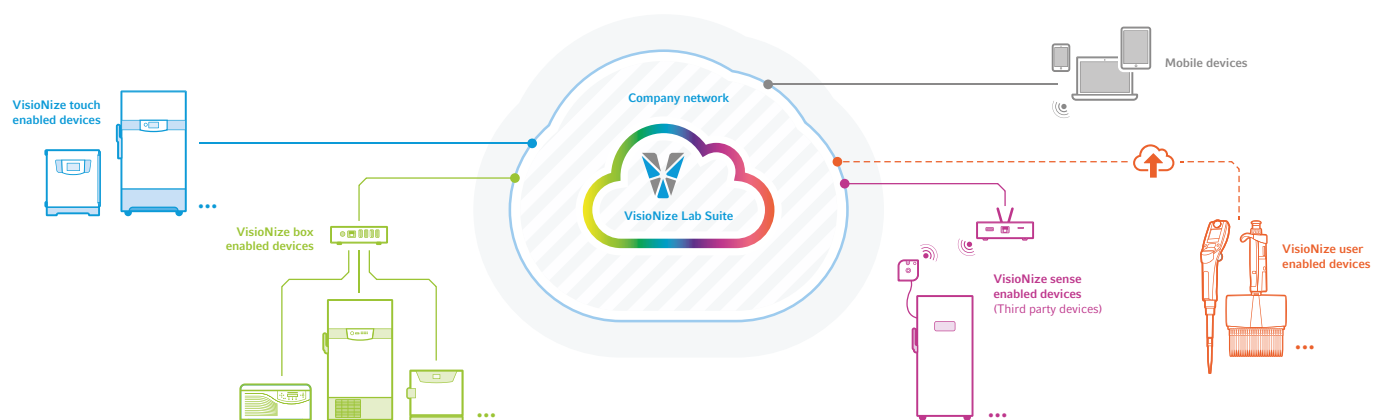 VisioNize touch
enabled devices
VisioNize box
enabled devices
Company network
VisioNize Lab Suite
Mobile devices
VisioNize sense
enabled devices
(Third party devices)
VisioNize user
enabled devices